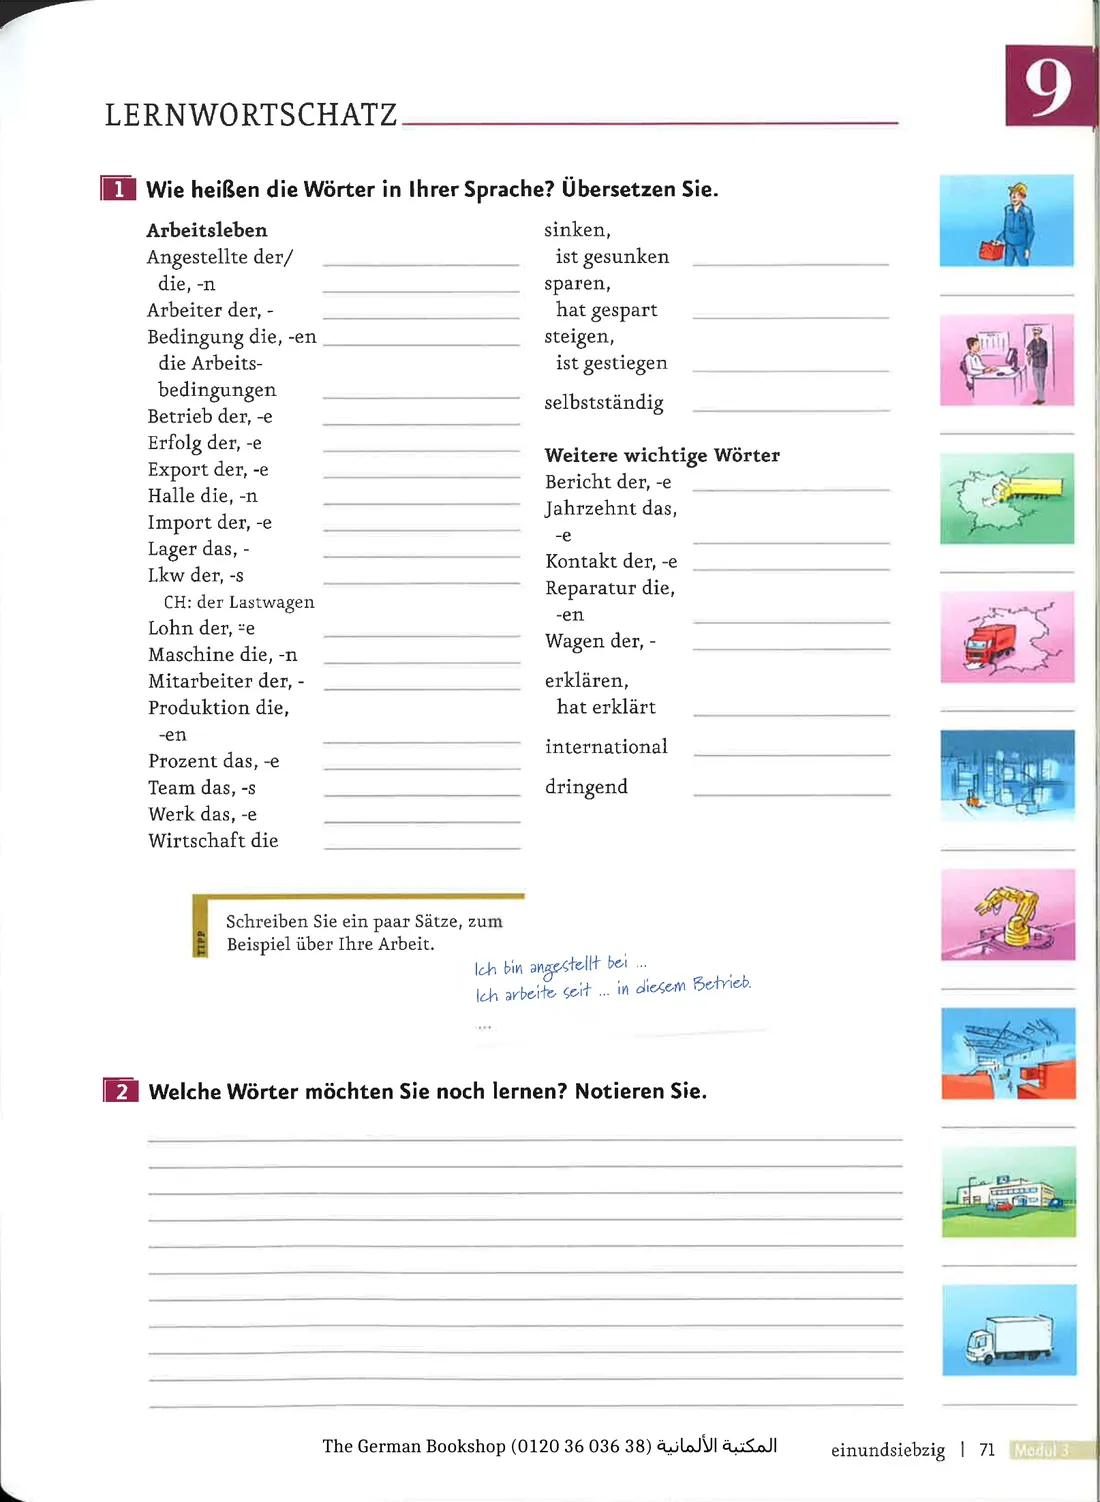 9
LERNWORTSCHATZ
1 Wie heißen die Wörter in Ihrer Sprache? Übersetzen Sie.
Arbeitsleben
Angestellte der/
die, -n
Arbeiter der, -
Bedingung die, -en
die Arbeits-
bedingungen
Betrieb der, -e
Erfolg der, -e
Export der, -e
Halle die, -n
Import der, -e
Lager das, -
Lkw der, -s
CH: der Lastwagen
Lohn der, ¨-e
Maschine die, -n
Mitarbeiter der, -
Produktion die,
-en
Prozent das, -e
Team das, -s
Werk das, -e
Wirtschaft die
sinken,
ist gesunken
sparen,
hat gespart
steigen,
ist gestiegen
selbstständig
Weitere wichtige Wörter
Bericht der, -e
Jahrzehnt das,
-e
Kontakt der, -e
Reparatur die,
-en
Wagen der, -
erklären,
hat erklärt
international
dringend
TIPP
Schreiben Sie ein paar Sätze, zum
Beispiel über Ihre Arbeit.
Ich bin angestellt bei ...
Ich arbeite seit ... in diesem Betrieb.
...
2 Welche Wörter möchten Sie noch lernen? Notieren Sie.
The German Bookshop (0120 36 036 38) المكتبة الألمانية
einundsiebzig | 71 Modul 3